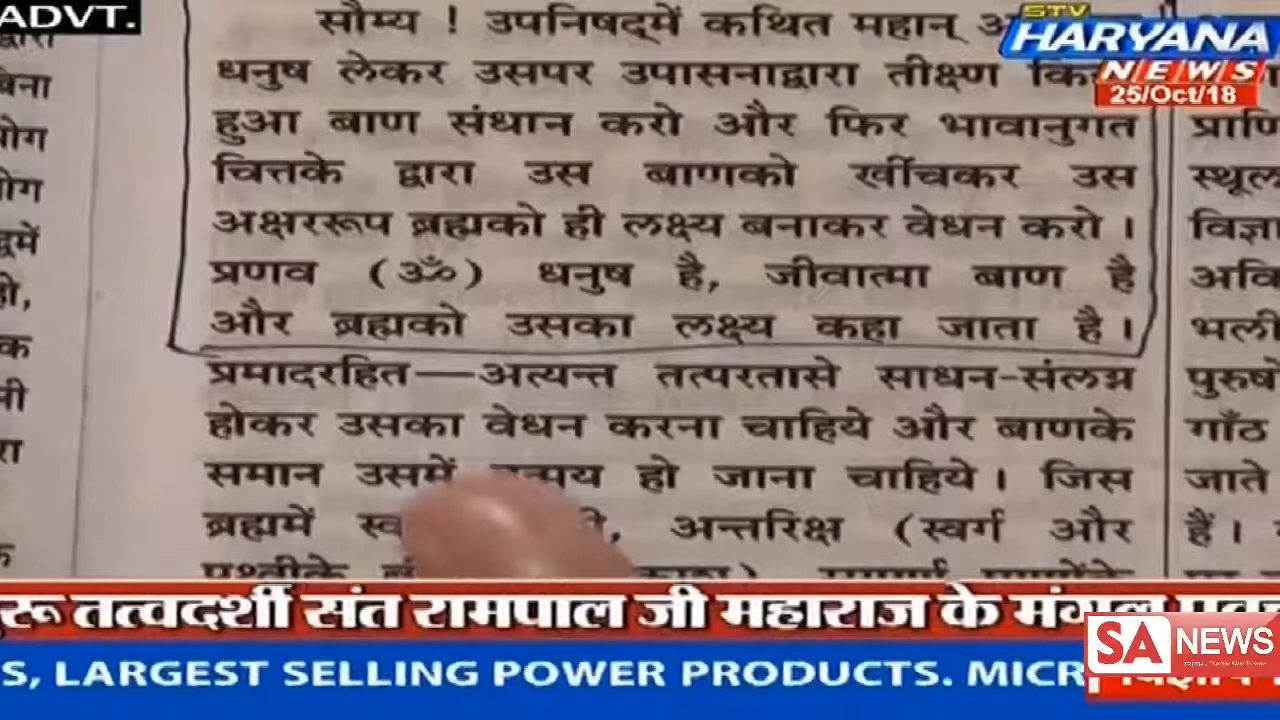 ADVT.
STV
HARYANA
NEWS
25/Oct/18
सौम्य ! उपनिषद्में कथित महान्
धनुष लेकर उसपर उपासनाद्वारा तीक्ष्ण
हुआ बाण संधान करो और फिर भावानुगत
चित्तके द्वारा उस बाणको खींचकर उस
अक्षररूप ब्रह्मको ही लक्ष्य बनाकर वेधन करो ।
प्रणव (ॐ) धनुष है, जीवात्मा बाण है
और ब्रह्मको उसका लक्ष्य कहा जाता है ।
प्रमादरहित—अत्यन्त तत्परतासे साधन-संलग्न
होकर उसका वेधन करना चाहिये और बाणके
समान उसमें हो जाना चाहिये । जिस
ब्रह्ममें अन्तरिक्ष (स्वर्ग और
स्थूल
भली
गाँठ
जाते
हैं ।
तत्वदर्शी संत रामपाल जी महाराज के
SA NEWS
S, LARGEST SELLING POWER PRODUCTS.